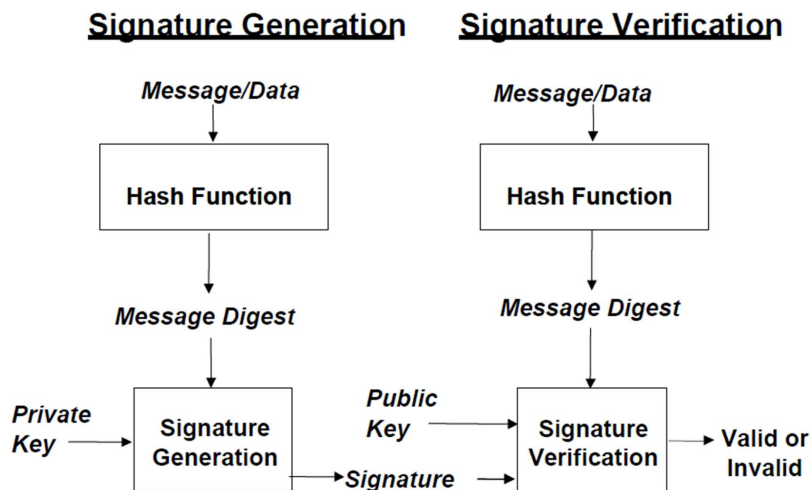 Signature Generation
Message/Data
Hash Function
Message Digest
Private
Key
Signature
Generation
Signature
Signature Verification
Message/Data
Hash Function
Message Digest
Public
Key
Signature
Verification
Valid or
Invalid